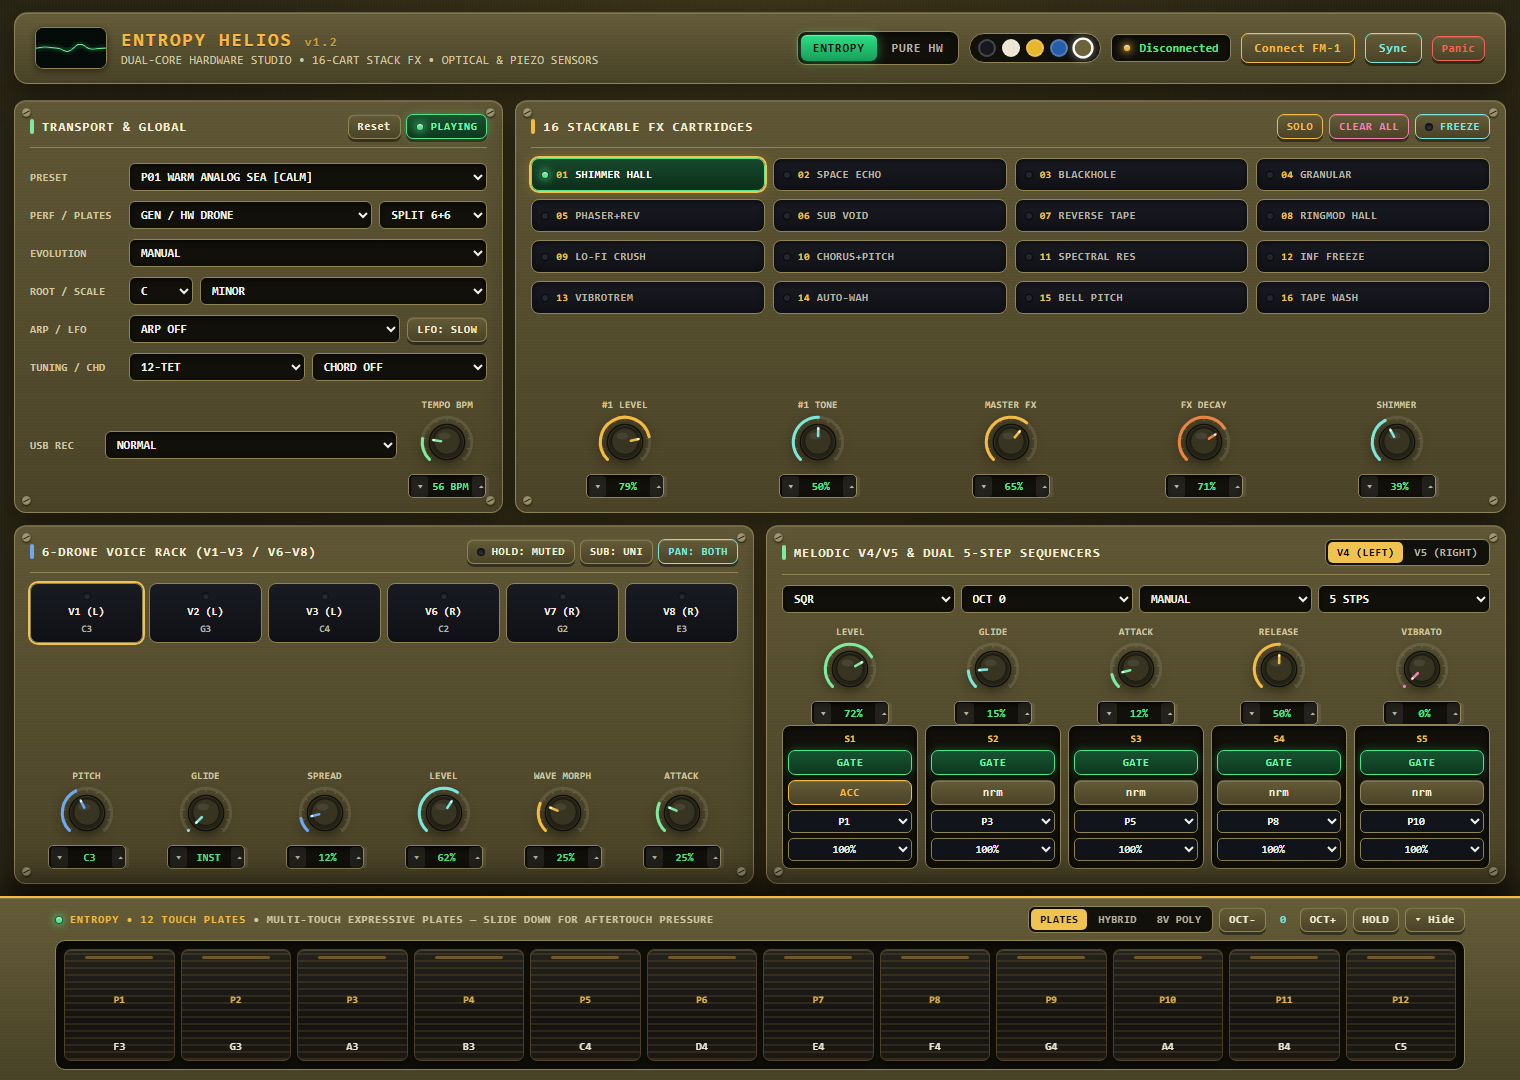 ENTROPY HELIOS v1.2
DUAL-CORE HARDWARE STUDIO • 16-CART STACK FX • OPTICAL & PIEZO SENSORS
ENTROPY PURE HW
Disconnected
Connect FM-1
Sync
Panic
TRANSPORT & GLOBAL
Reset
PLAYING
PRESET P01 WARM ANALOG SEA [CALM]
PERF / PLATES GEN / HW DRONE SPLIT 6+6
EVOLUTION MANUAL
ROOT / SCALE C MINOR
ARP / LFO ARP OFF LFO: SLOW
TUNING / CHD 12-TET CHORD OFF
TEMPO BPM
USB REC NORMAL
56 BPM
16 STACKABLE FX CARTRIDGES
SOLO CLEAR ALL FREEZE
01 SHIMMER HALL
02 SPACE ECHO
03 BLACKHOLE
04 GRANULAR
05 PHASER+REV
06 SUB VOID
07 REVERSE TAPE
08 RINGMOD HALL
09 LO-FI CRUSH
10 CHORUS+PITCH
11 SPECTRAL RES
12 INF FREEZE
13 VIBROTREM
14 AUTO-WAH
15 BELL PITCH
16 TAPE WASH
#1 LEVEL #1 TONE MASTER FX FX DECAY SHIMMER
79% 50% 65% 71% 39%
6-DRONE VOICE RACK (V1–V3 / V6–V8)
HOLD: MUTED SUB: UNI PAN: BOTH
V1 (L) V2 (L) V3 (L) V6 (R) V7 (R) V8 (R)
C3 G3 C4 C2 G2 E3
PITCH GLIDE SPREAD LEVEL WAVE MORPH ATTACK
C3 INST 12% 62% 25% 25%
MELODIC V4/V5 & DUAL 5-STEP SEQUENCERS
V4 (LEFT) V5 (RIGHT)
SQR OCT 0 MANUAL 5 STPS
LEVEL GLIDE ATTACK RELEASE VIBRATO
72% 15% 12% 50% 0%
S1 S2 S3 S4 S5
GATE GATE GATE GATE GATE
ACC nrm nrm nrm nrm
P1 P3 P5 P8 P10
100% 100% 100% 100% 100%
ENTROPY • 12 TOUCH PLATES • MULTI-TOUCH EXPRESSIVE PLATES — SLIDE DOWN FOR AFTERTOUCH PRESSURE
PLATES HYBRID 8V POLY OCT- 0 OCT+ HOLD ▾ Hide
P1 P2 P3 P4 P5 P6 P7 P8 P9 P10 P11 P12
F3 G3 A3 B3 C4 D4 E4 F4 G4 A4 B4 C5